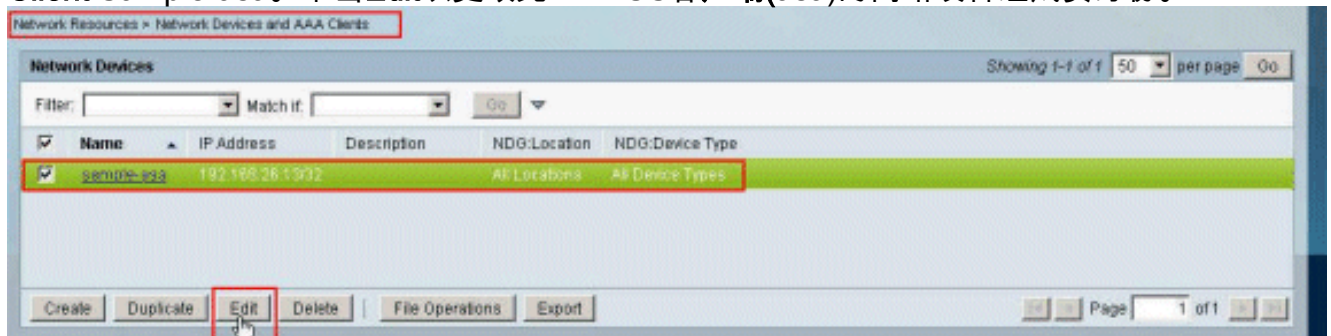 Network Resources > Network Devices and AAA Clients
Network Devices
Showing 1-1 of 1 50 per page Go
Filter: Match if: Go
Name IP Address Description NDG:Location NDG:Device Type
sample-asa 192.168.26.13/32 All Locations All Device Types
Create Duplicate Edit Delete File Operations Export Page 1 of 1